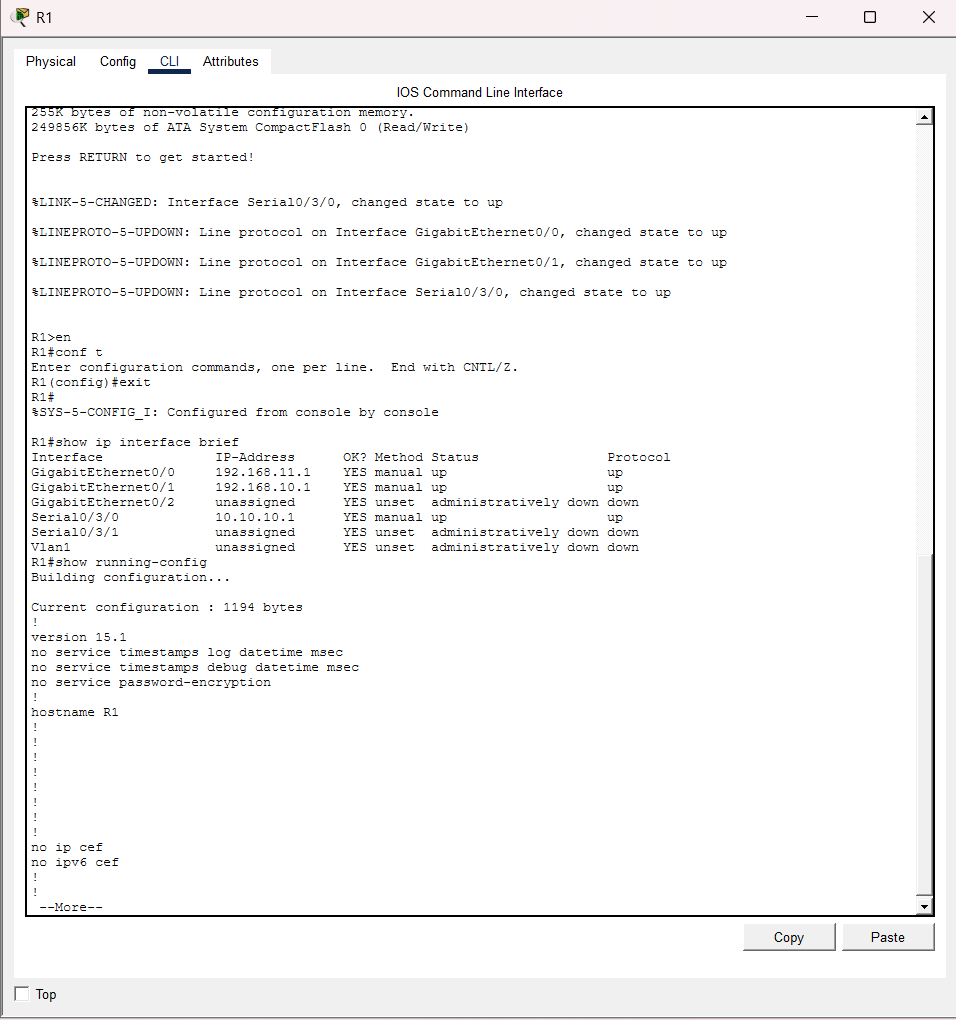 R1
Physical Config CLI Attributes
IOS Command Line Interface
255K bytes of non-volatile configuration memory.
249856K bytes of ATA System CompactFlash 0 (Read/Write)
Press RETURN to get started!
%LINK-5-CHANGED: Interface Serial0/3/0, changed state to up
%LINEPROTO-5-UPDOWN: Line protocol on Interface GigabitEthernet0/0, changed state to up
%LINEPROTO-5-UPDOWN: Line protocol on Interface GigabitEthernet0/1, changed state to up
%LINEPROTO-5-UPDOWN: Line protocol on Interface Serial0/3/0, changed state to up
R1>en
R1#conf t
Enter configuration commands, one per line.  End with CNTL/Z.
R1(config)#exit
R1#
%SYS-5-CONFIG_I: Configured from console by console
R1#show ip interface brief
Interface              IP-Address      OK? Method Status                Protocol
GigabitEthernet0/0     192.168.11.1    YES manual up                    up
GigabitEthernet0/1     192.168.10.1    YES manual up                    up
GigabitEthernet0/2     unassigned      YES unset  administratively down down
Serial0/3/0            10.10.10.1      YES manual up                    up
Serial0/3/1            unassigned      YES unset  administratively down down
Vlan1                  unassigned      YES unset  administratively down down
R1#show running-config
Building configuration...
Current configuration : 1194 bytes
!
version 15.1
no service timestamps log datetime msec
no service timestamps debug datetime msec
no service password-encryption
!
hostname R1
!
!
!
!
!
!
!
!
no ip cef
no ipv6 cef
!
!
--More--
Copy Paste
Top